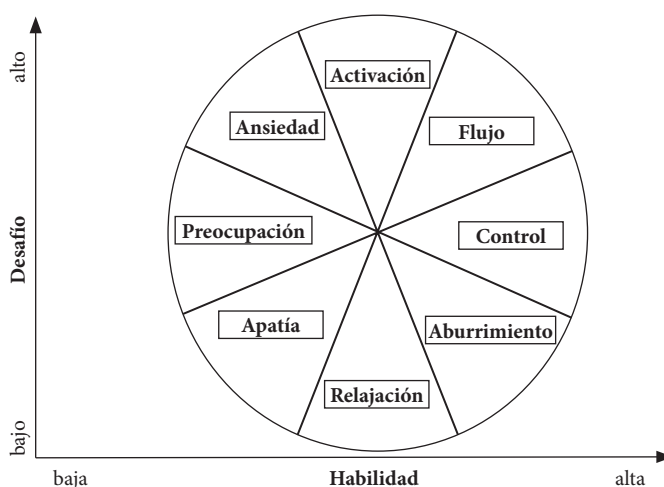 alto
Desafío
bajo
Activación
Ansiedad
Flujo
Preocupación
Control
Apatía
Aburrimiento
Relajación
baja
Habilidad
alta